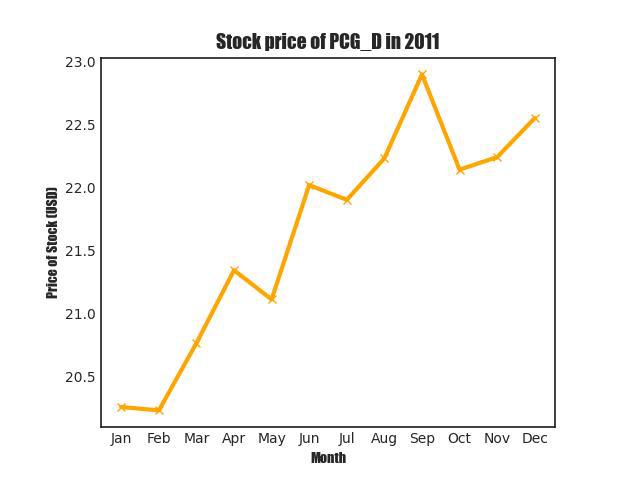 Stock price of PCG_D in 2011
23.0
22.5
22.0
21.5
21.0
20.5
Price of Stock (USD)
Jan Feb Mar Apr May Jun Jul Aug Sep Oct Nov Dec
Month